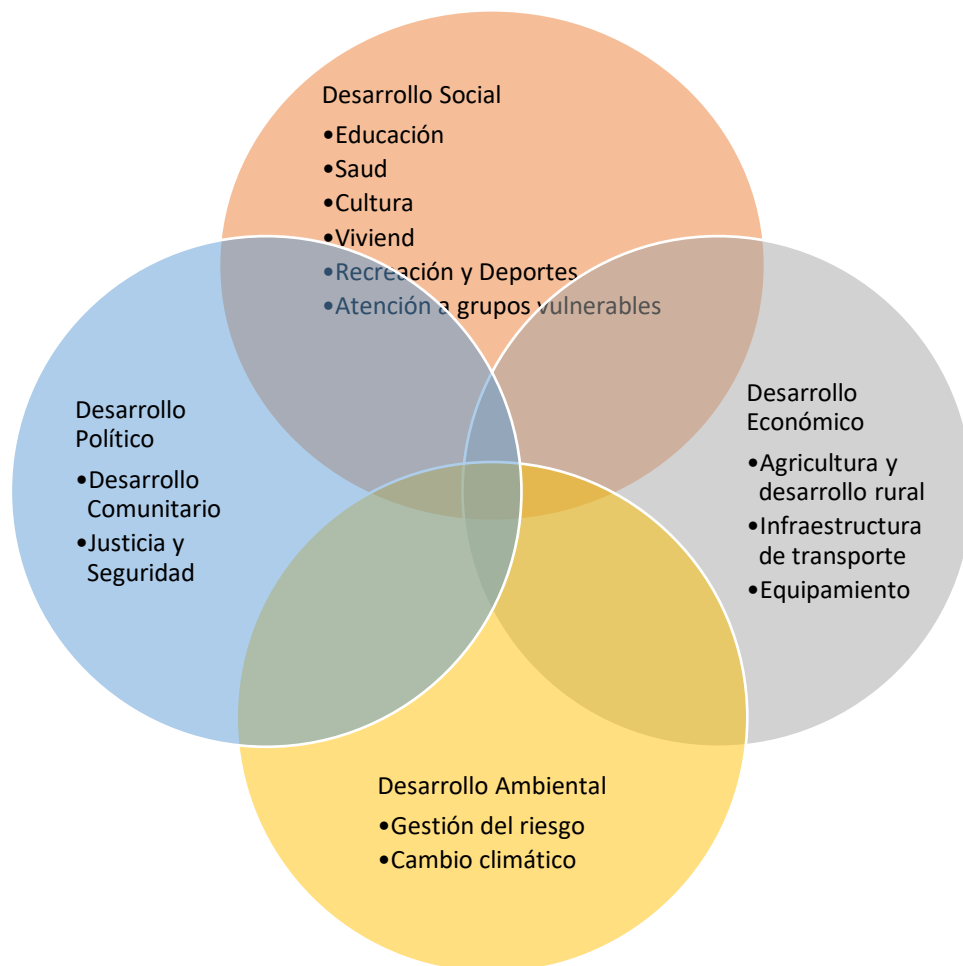 Desarrollo Social
•Educación
•Saud
•Cultura
•Viviend
•Recreación y Deportes
•Atención a grupos vulnerables
Desarrollo
Político
•Desarrollo
Comunitario
•Justicia y
Seguridad
Desarrollo
Económico
•Agricultura y
desarrollo rural
•Infraestructura
de transporte
•Equipamiento
Desarrollo Ambiental
•Gestión del riesgo
•Cambio climático